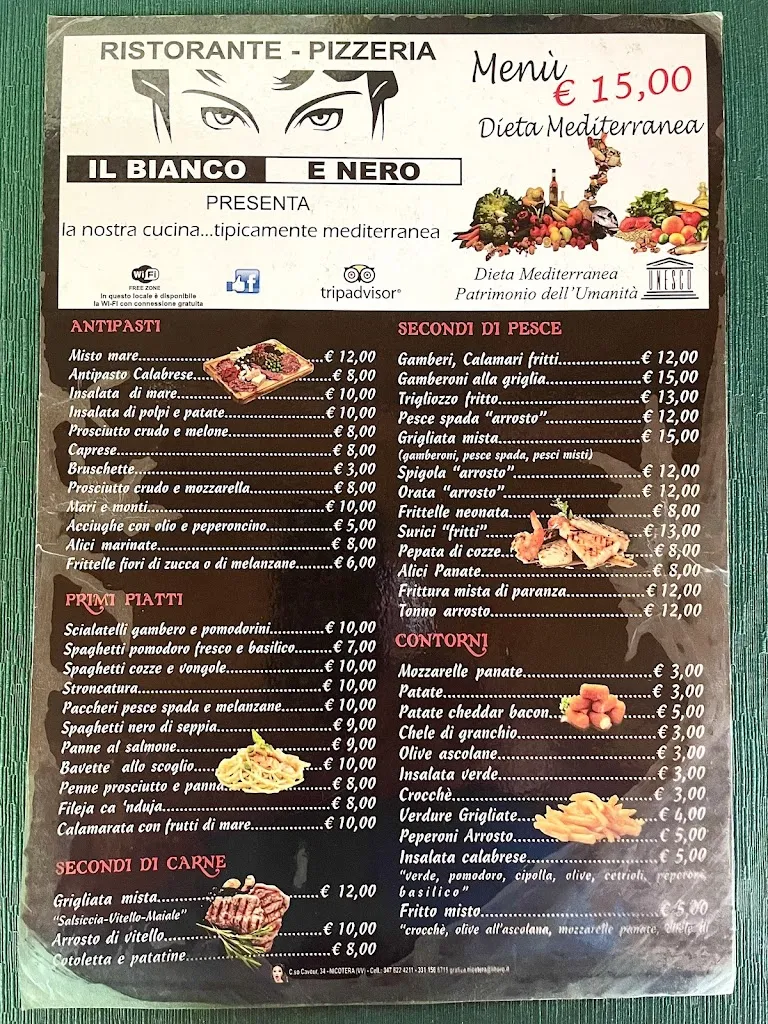 RISTORANTE - PIZZERIA
IL BIANCO E NERO
PRESENTA
la nostra cucina...tipicamente mediterranea
WiFi
FREE ZONE
In questo locale è disponibile
la WI-FI con connessione gratuita
f
tripadvisor®
Menù
€ 15,00
Dieta Mediterranea
Dieta Mediterranea
Patrimonio dell'Umanità
UNESCO
ANTIPASTI
Misto mare € 12,00
Antipasto Calabrese € 8,00
Insalata di mare € 10,00
Insalata di polpi e patate € 10,00
Prosciutto crudo e melone € 8,00
Caprese € 8,00
Bruschette € 3,00
Prosciutto crudo e mozzarella € 8,00
Mari e monti € 10,00
Acciughe con olio e peperoncino € 5,00
Alici marinate € 8,00
Frittelle fiori di zucca o di melanzane € 6,00
PRIMI PIATTI
Scialatelli gambero e pomodorini € 10,00
Spaghetti pomodoro fresco e basilico € 7,00
Spaghetti cozze e vongole € 10,00
Stroncatura € 10,00
Paccheri pesce spada e melanzane € 10,00
Spaghetti nero di seppia € 9,00
Panne al salmone € 9,00
Bavette allo scoglio € 10,00
Penne prosciutto e panna € 8,00
Fileja ca 'nduja € 8,00
Calamarata con frutti di mare € 10,00
SECONDI DI CARNE
Grigliata mista € 12,00
"Salsiccia-Vitello-Maiale"
Arrosto di vitello € 10,00
Cotoletta e patatine € 8,00
SECONDI DI PESCE
Gamberi, Calamari fritti € 12,00
Gamberoni alla griglia € 15,00
Trigliozzo fritto € 13,00
Pesce spada "arrosto" € 12,00
Grigliata mista € 15,00
(gamberoni, pesce spada, pesci misti)
Spigola "arrosto" € 12,00
Orata "arrosto" € 12,00
Frittelle neonata € 8,00
Surici "fritti" € 13,00
Pepata di cozze € 8,00
Alici Panate € 8,00
Frittura mista di paranza € 12,00
Tonno arrosto € 12,00
CONTORNI
Mozzarelle panate € 3,00
Patate € 3,00
Patate cheddar bacon € 5,00
Chele di granchio € 3,00
Olive ascolane € 3,00
Insalata verde € 3,00
Crocchè € 3,00
Verdure Grigliate € 4,00
Peperoni Arrosto € 5,00
Insalata calabrese € 5,00
"verde, pomodoro, cipolla, olive, cetrioli, peperone
basilico"
Fritto misto € 5,00
"crocchè, olive all'ascolana, mozzarelle panate,
C.so Cavour, 34 - NICOTERA (VV) - Cell.: 347 822 4211